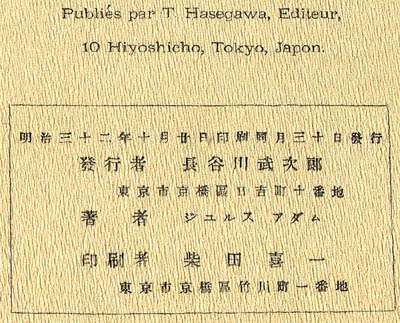 Publiés par T. Hasegawa, Editeur,
10 Hiyoshicho, Tokyo, Japon.
明治三十二年十月廿日印刷同月三十日發行
發行者 長谷川武次郎
東京市京橋區日吉町十番地
著者 ジユルス アダム
印刷者 柴田喜一
東京市京橋區竹川町一番地